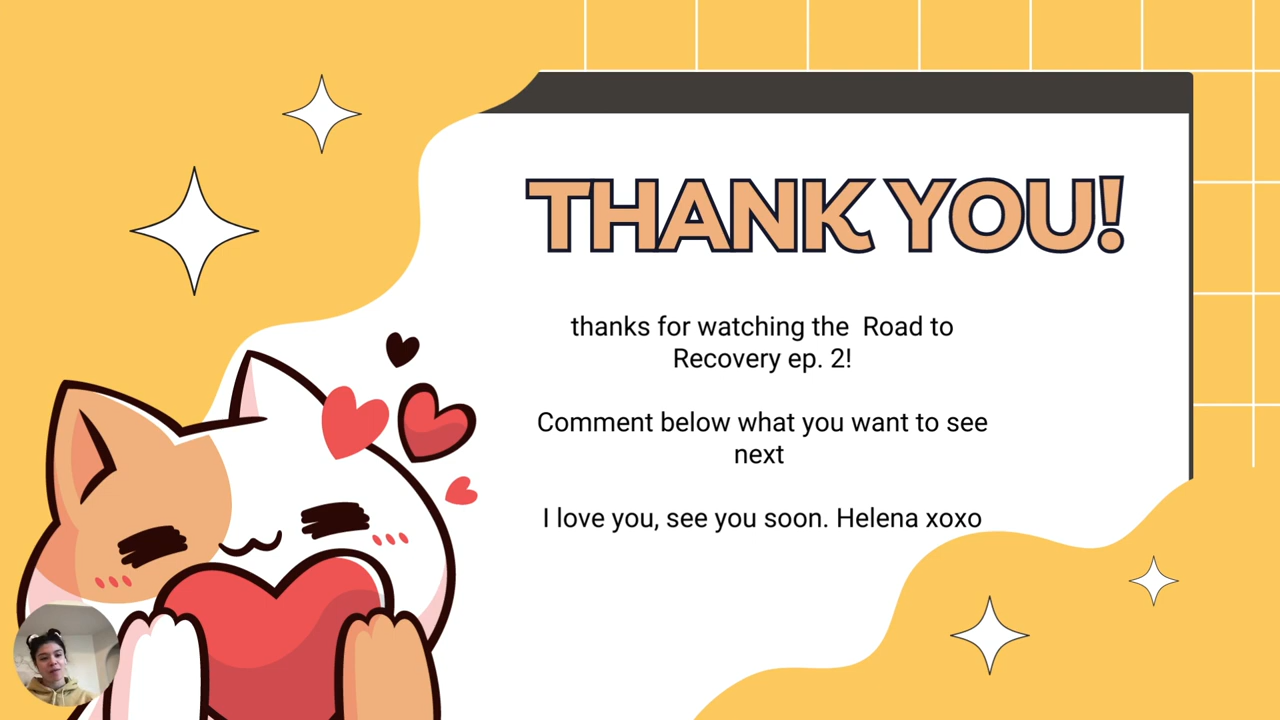 THANK YOU!
thanks for watching the  Road to
Recovery ep. 2!
Comment below what you want to see
next
I love you, see you soon. Helena xoxo